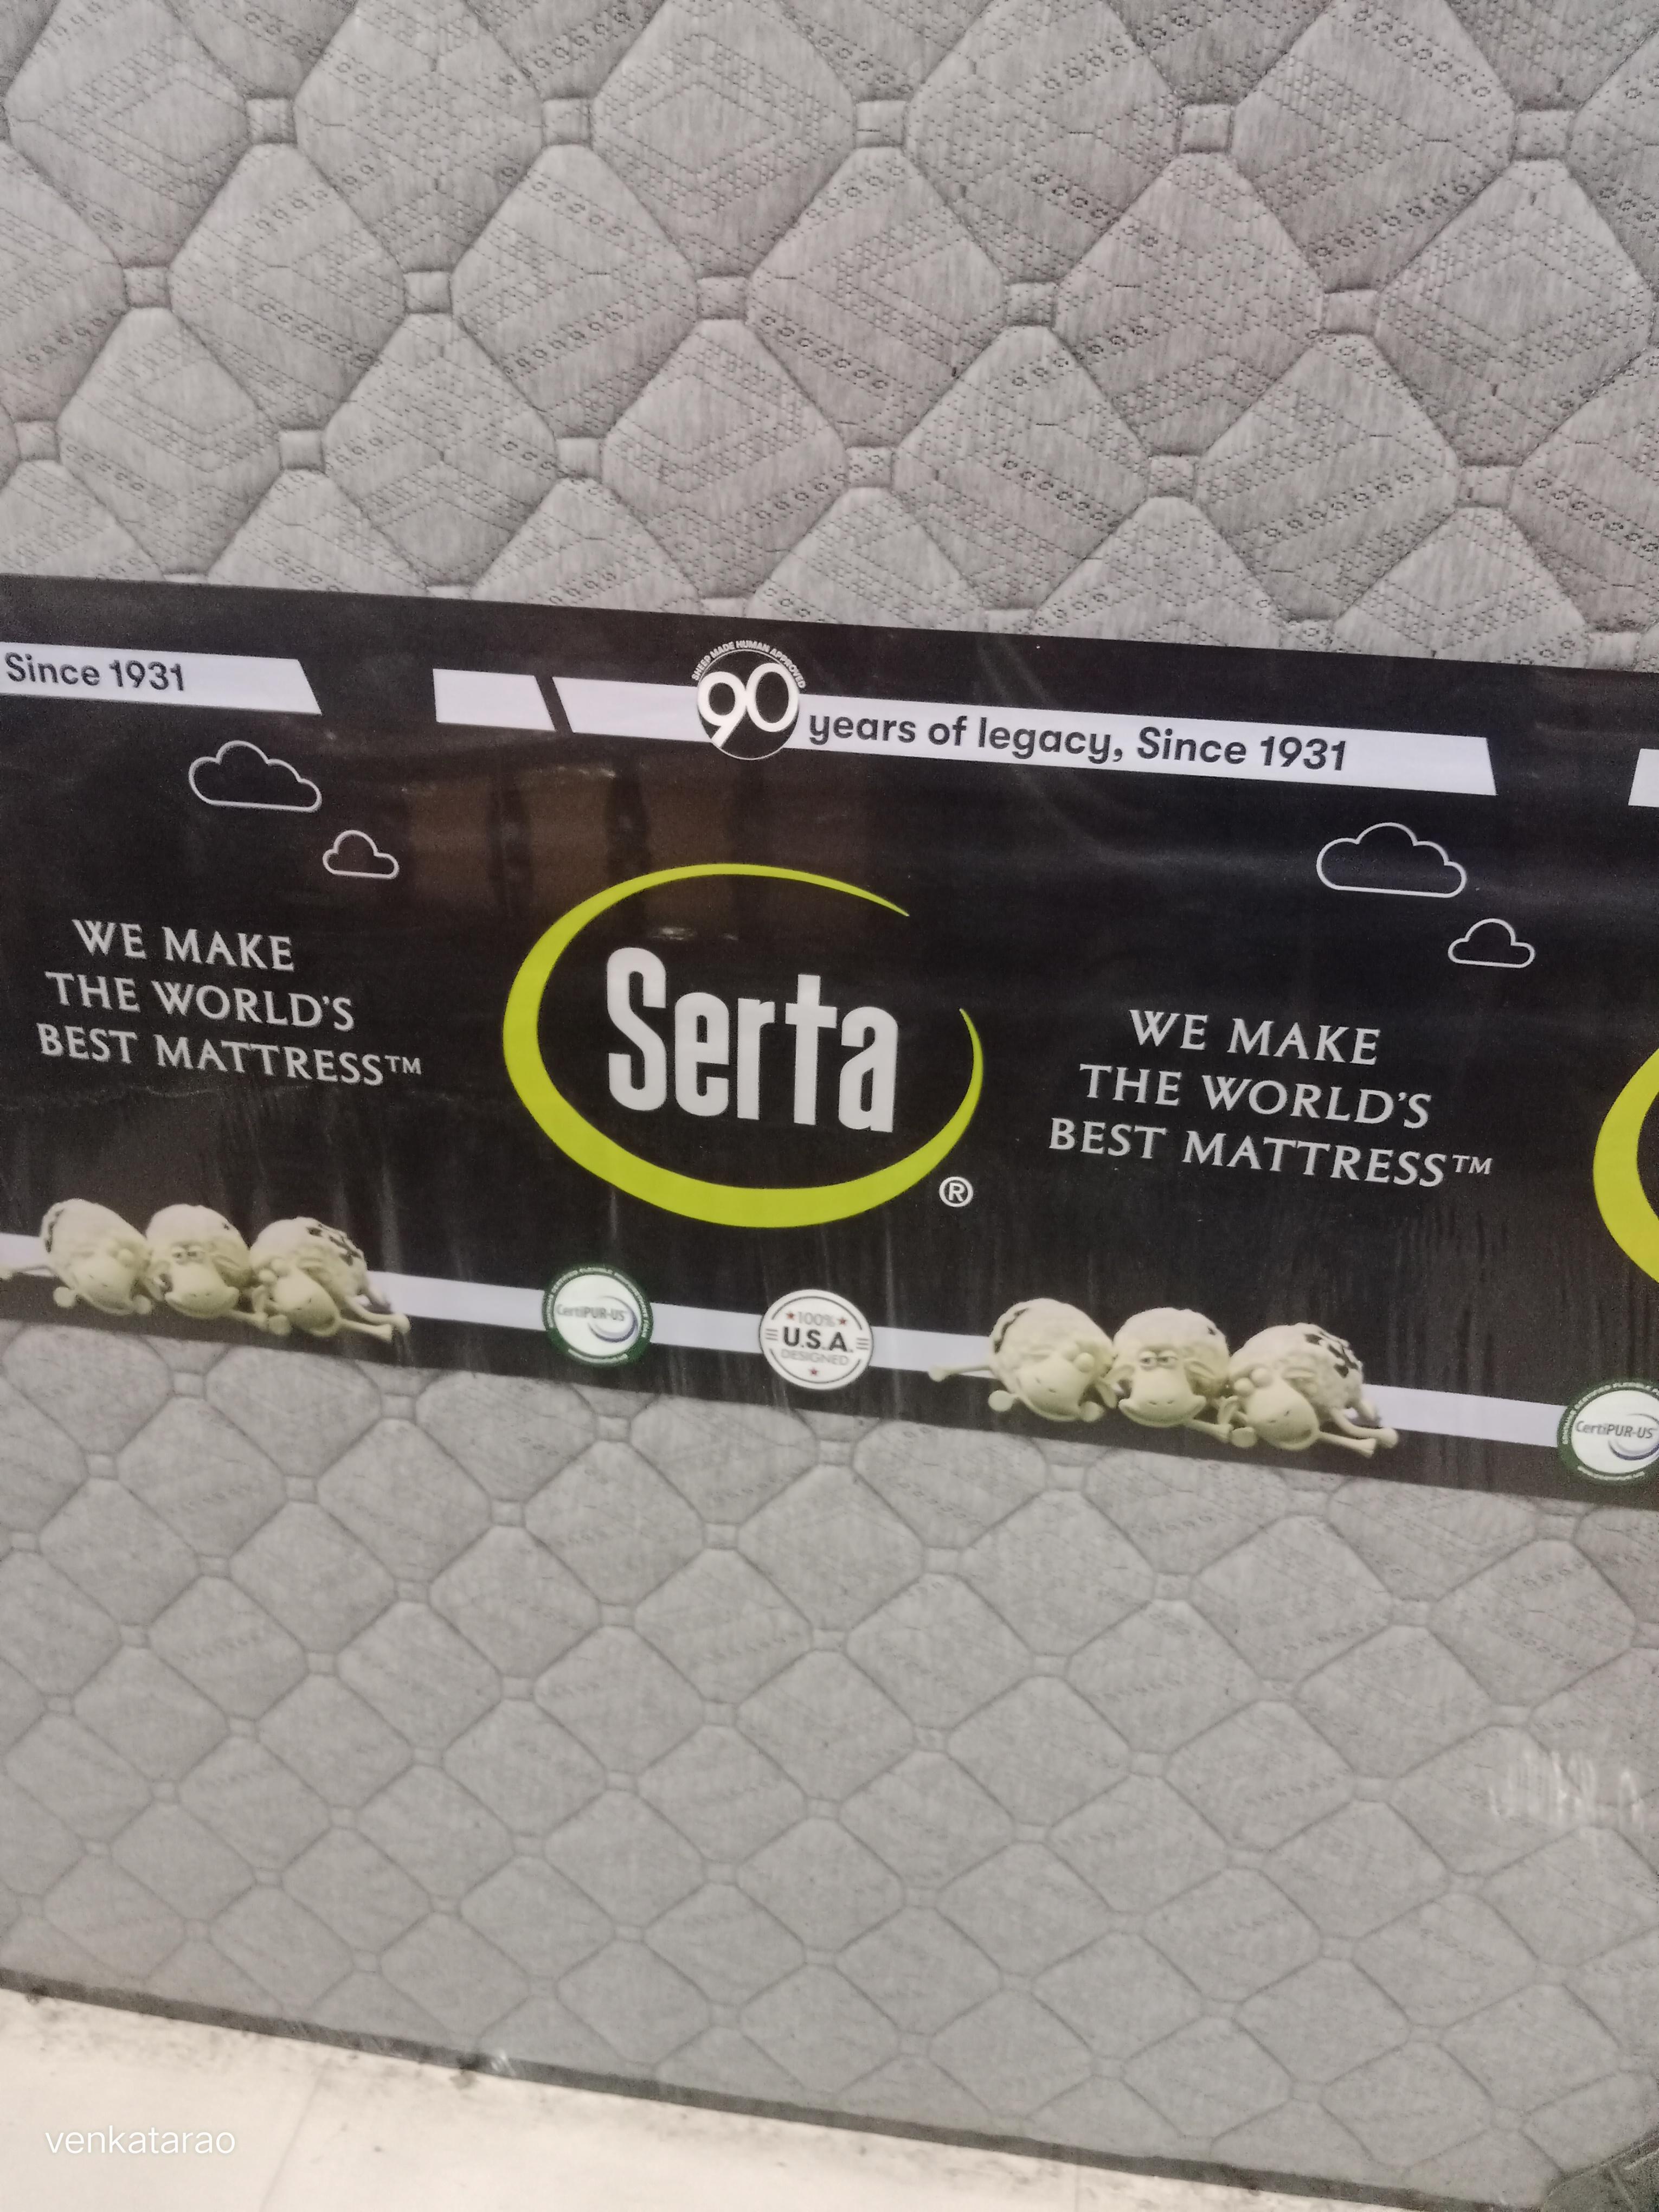 Since 1931
SHEEP MADE HUMAN APPROVED
90 years of legacy, Since 1931
WE MAKE
THE WORLD'S
BEST MATTRESS™
Serta
®
WE MAKE
THE WORLD'S
BEST MATTRESS™
CertiPUR-US
100%
U.S.A.
DESIGNED
CertiPUR-US
venkatarao